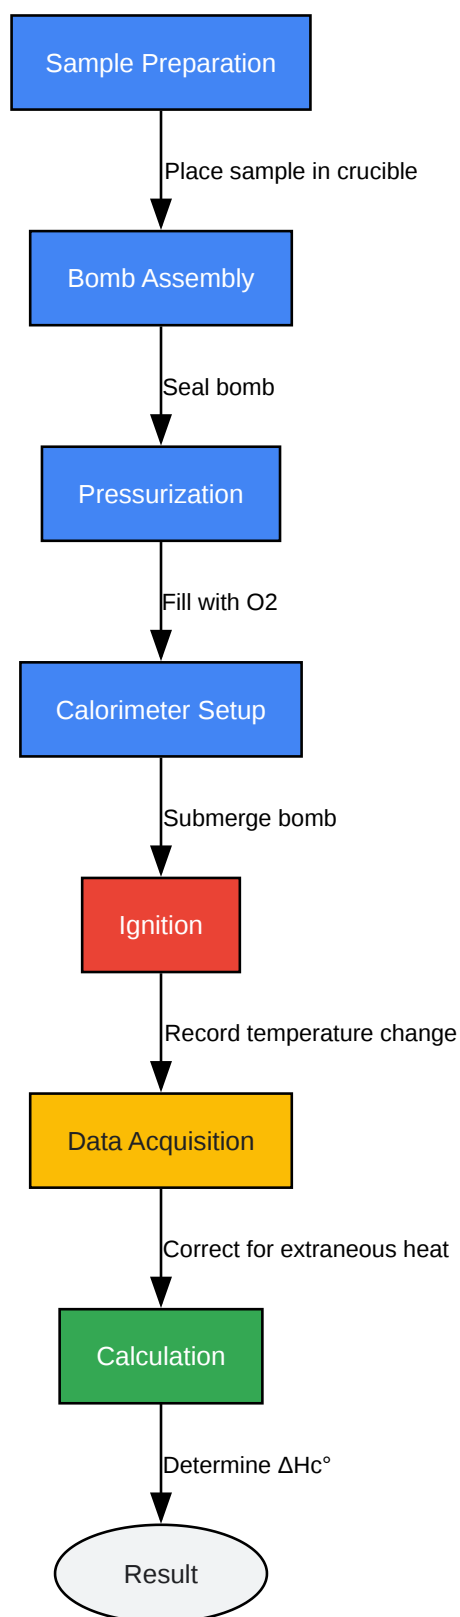 Sample Preparation
Place sample in crucible
Bomb Assembly
Seal bomb
Pressurization
Fill with O2
Calorimeter Setup
Submerge bomb
Ignition
Record temperature change
Data Acquisition
Correct for extraneous heat
Calculation
Determine ΔHc°
Result